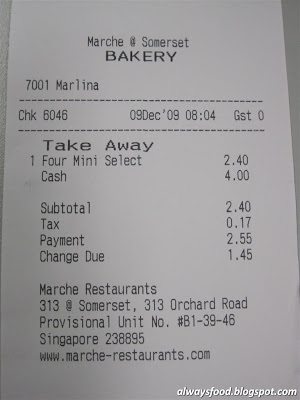 Marche @ Somerset
BAKERY
7001 Marlina
Chk 6046 09Dec'09 08:04 Gst 0
Take Away
1 Four Mini Select 2.40
Cash 4.00
Subtotal 2.40
Tax 0.17
Payment 2.55
Change Due 1.45
Marche Restaurants
313 @ Somerset, 313 Orchard Road
Provisional Unit No. #B1-39-46
Singapore 238895
www.marche-restaurants.com
alwaysfood.blogspot.com